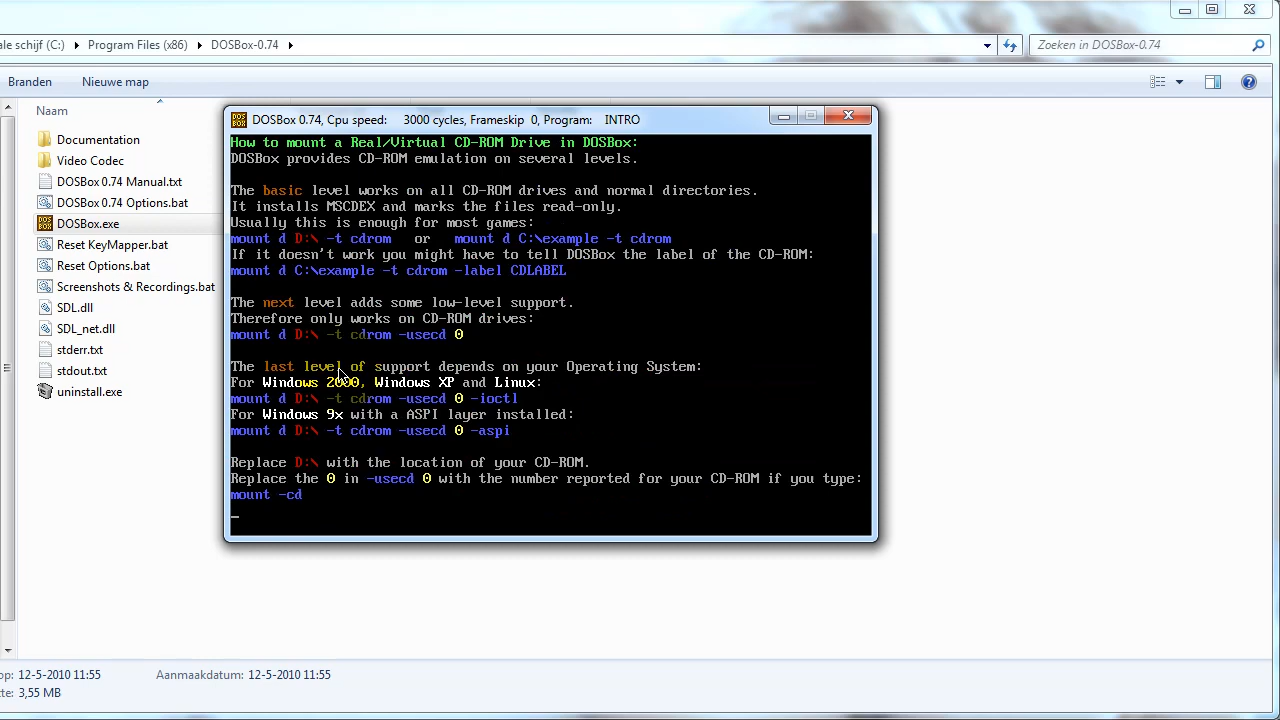 ale schijf (C:) Program Files (x86) DOSBox-0.74
Zoeken in DOSBox-0.74
Branden Nieuwe map
Naam
Documentation
Video Codec
DOSBox 0.74 Manual.txt
DOSBox 0.74 Options.bat
DOSBox.exe
Reset KeyMapper.bat
Reset Options.bat
Screenshots & Recordings.bat
SDL.dll
SDL_net.dll
stderr.txt
stdout.txt
uninstall.exe
DOSBox 0.74, Cpu speed: 3000 cycles, Frameskip 0, Program: INTRO
How to mount a Real/Virtual CD-ROM Drive in DOSBox:
DOSBox provides CD-ROM emulation on several levels.
The basic level works on all CD-ROM drives and normal directories.
It installs MSCDEX and marks the files read-only.
Usually this is enough for most games:
mount d D:\ -t cdrom or mount d C:\example -t cdrom
If it doesn't work you might have to tell DOSBox the label of the CD-ROM:
mount d C:\example -t cdrom -label CDLABEL
The next level adds some low-level support.
Therefore only works on CD-ROM drives:
mount d D:\ -t cdrom -usecd 0
The last level of support depends on your Operating System:
For Windows 2000, Windows XP and Linux:
mount d D:\ -t cdrom -usecd 0 -ioctl
For Windows 9x with a ASPI layer installed:
mount d D:\ -t cdrom -usecd 0 -aspi
Replace D:\ with the location of your CD-ROM.
Replace the 0 in -usecd 0 with the number reported for your CD-ROM if you type:
mount -cd
op: 12-5-2010 11:55 Aanmaakdatum: 12-5-2010 11:55
tte: 3,55 MB